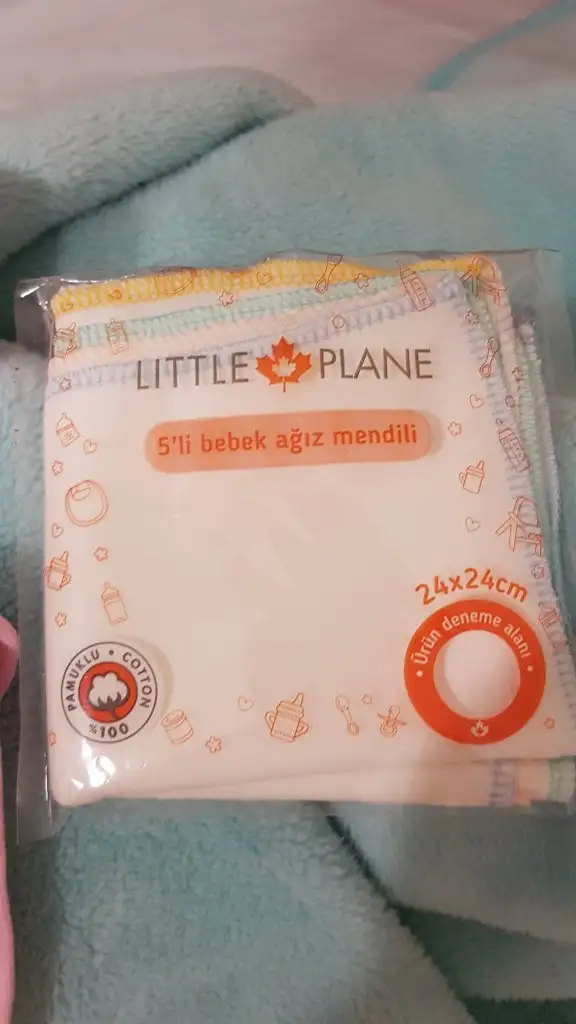 LITTLE PLANE
5'li bebek ağız mendili
24x24cm
• Ürün deneme alanı •
PAMUKLU • COTTON
%100